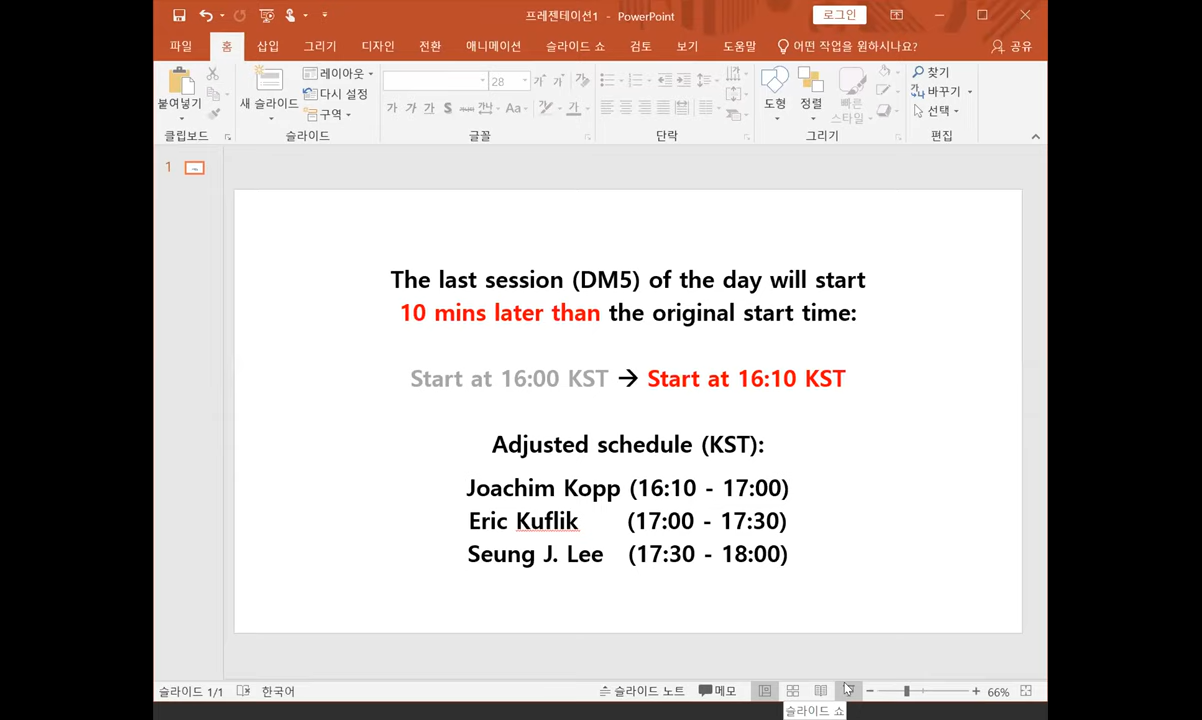 프레젠테이션1 - PowerPoint
로그인
파일 홈 삽입 그리기 디자인 전환 애니메이션 슬라이드 쇼 검토 보기 도움말 어떤 작업을 원하시나요? 공유
붙여넣기
새 슬라이드
레이아웃
다시 설정
구역
28
가 가 가 S 가나 Aa 가
도형
정렬
빠른 스타일
찾기
바꾸기
선택
클립보드 슬라이드 글꼴 단락 그리기 편집
1
The last session (DM5) of the day will start
10 mins later than the original start time:
Start at 16:00 KST → Start at 16:10 KST
Adjusted schedule (KST):
Joachim Kopp (16:10 - 17:00)
Eric Kuflik (17:00 - 17:30)
Seung J. Lee (17:30 - 18:00)
슬라이드 1/1 한국어 슬라이드 노트 메모 66%
슬라이드 쇼